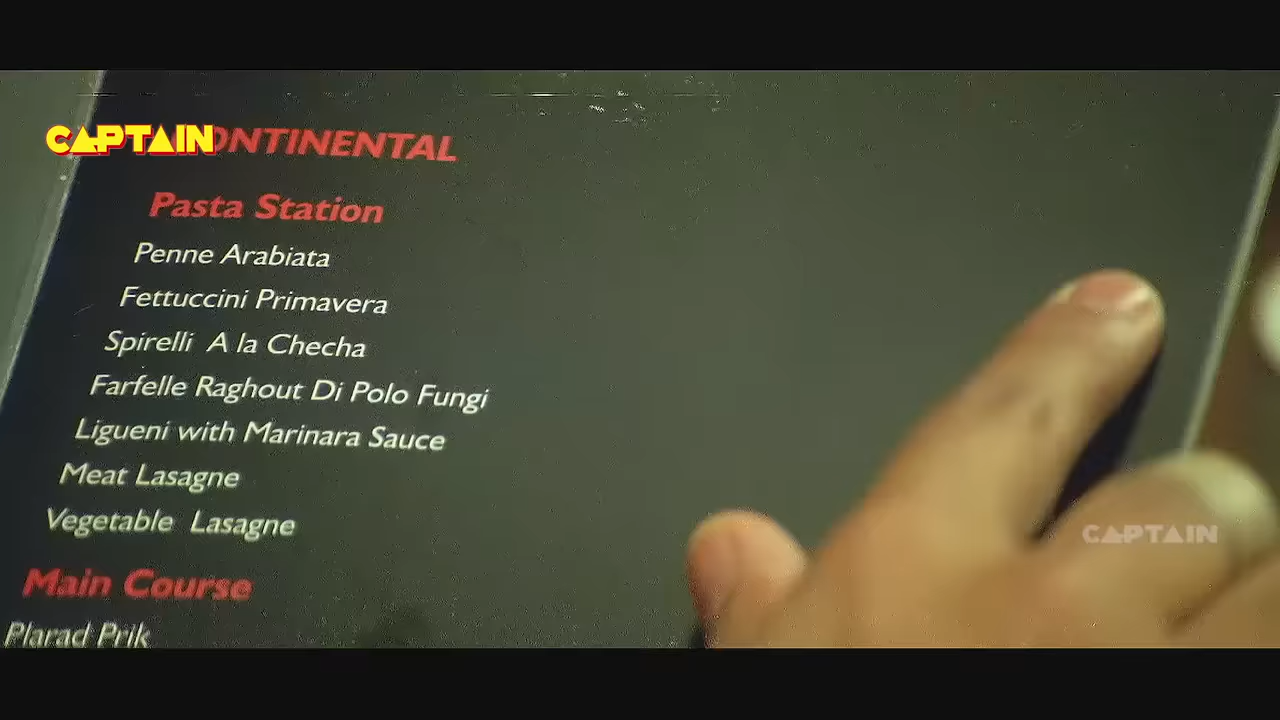 CAPTAIN
CONTINENTAL
Pasta Station
Penne Arabiata
Fettuccini Primavera
Spirelli A la Checha
Farfelle Raghout Di Polo Fungi
Ligueni with Marinara Sauce
Meat Lasagne
Vegetable Lasagne
CAPTAIN
Main Course
Plarad Prik